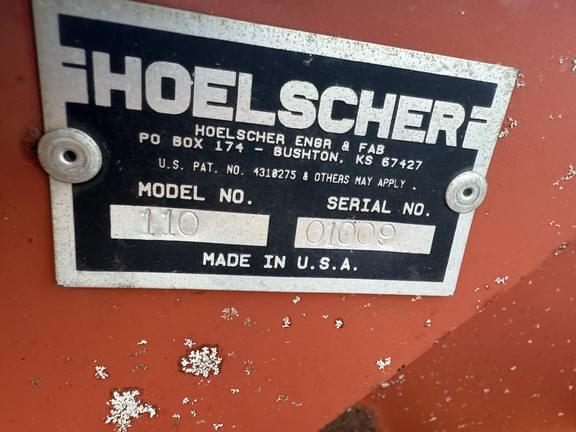 HOELSCHER
HOELSCHER ENGR & FAB
PO BOX 174 - BUSHTON, KS 67427
U.S. PAT. NO. 4310275 & OTHERS MAY APPLY.
MODEL NO. SERIAL NO.
110 01009
MADE IN U.S.A.